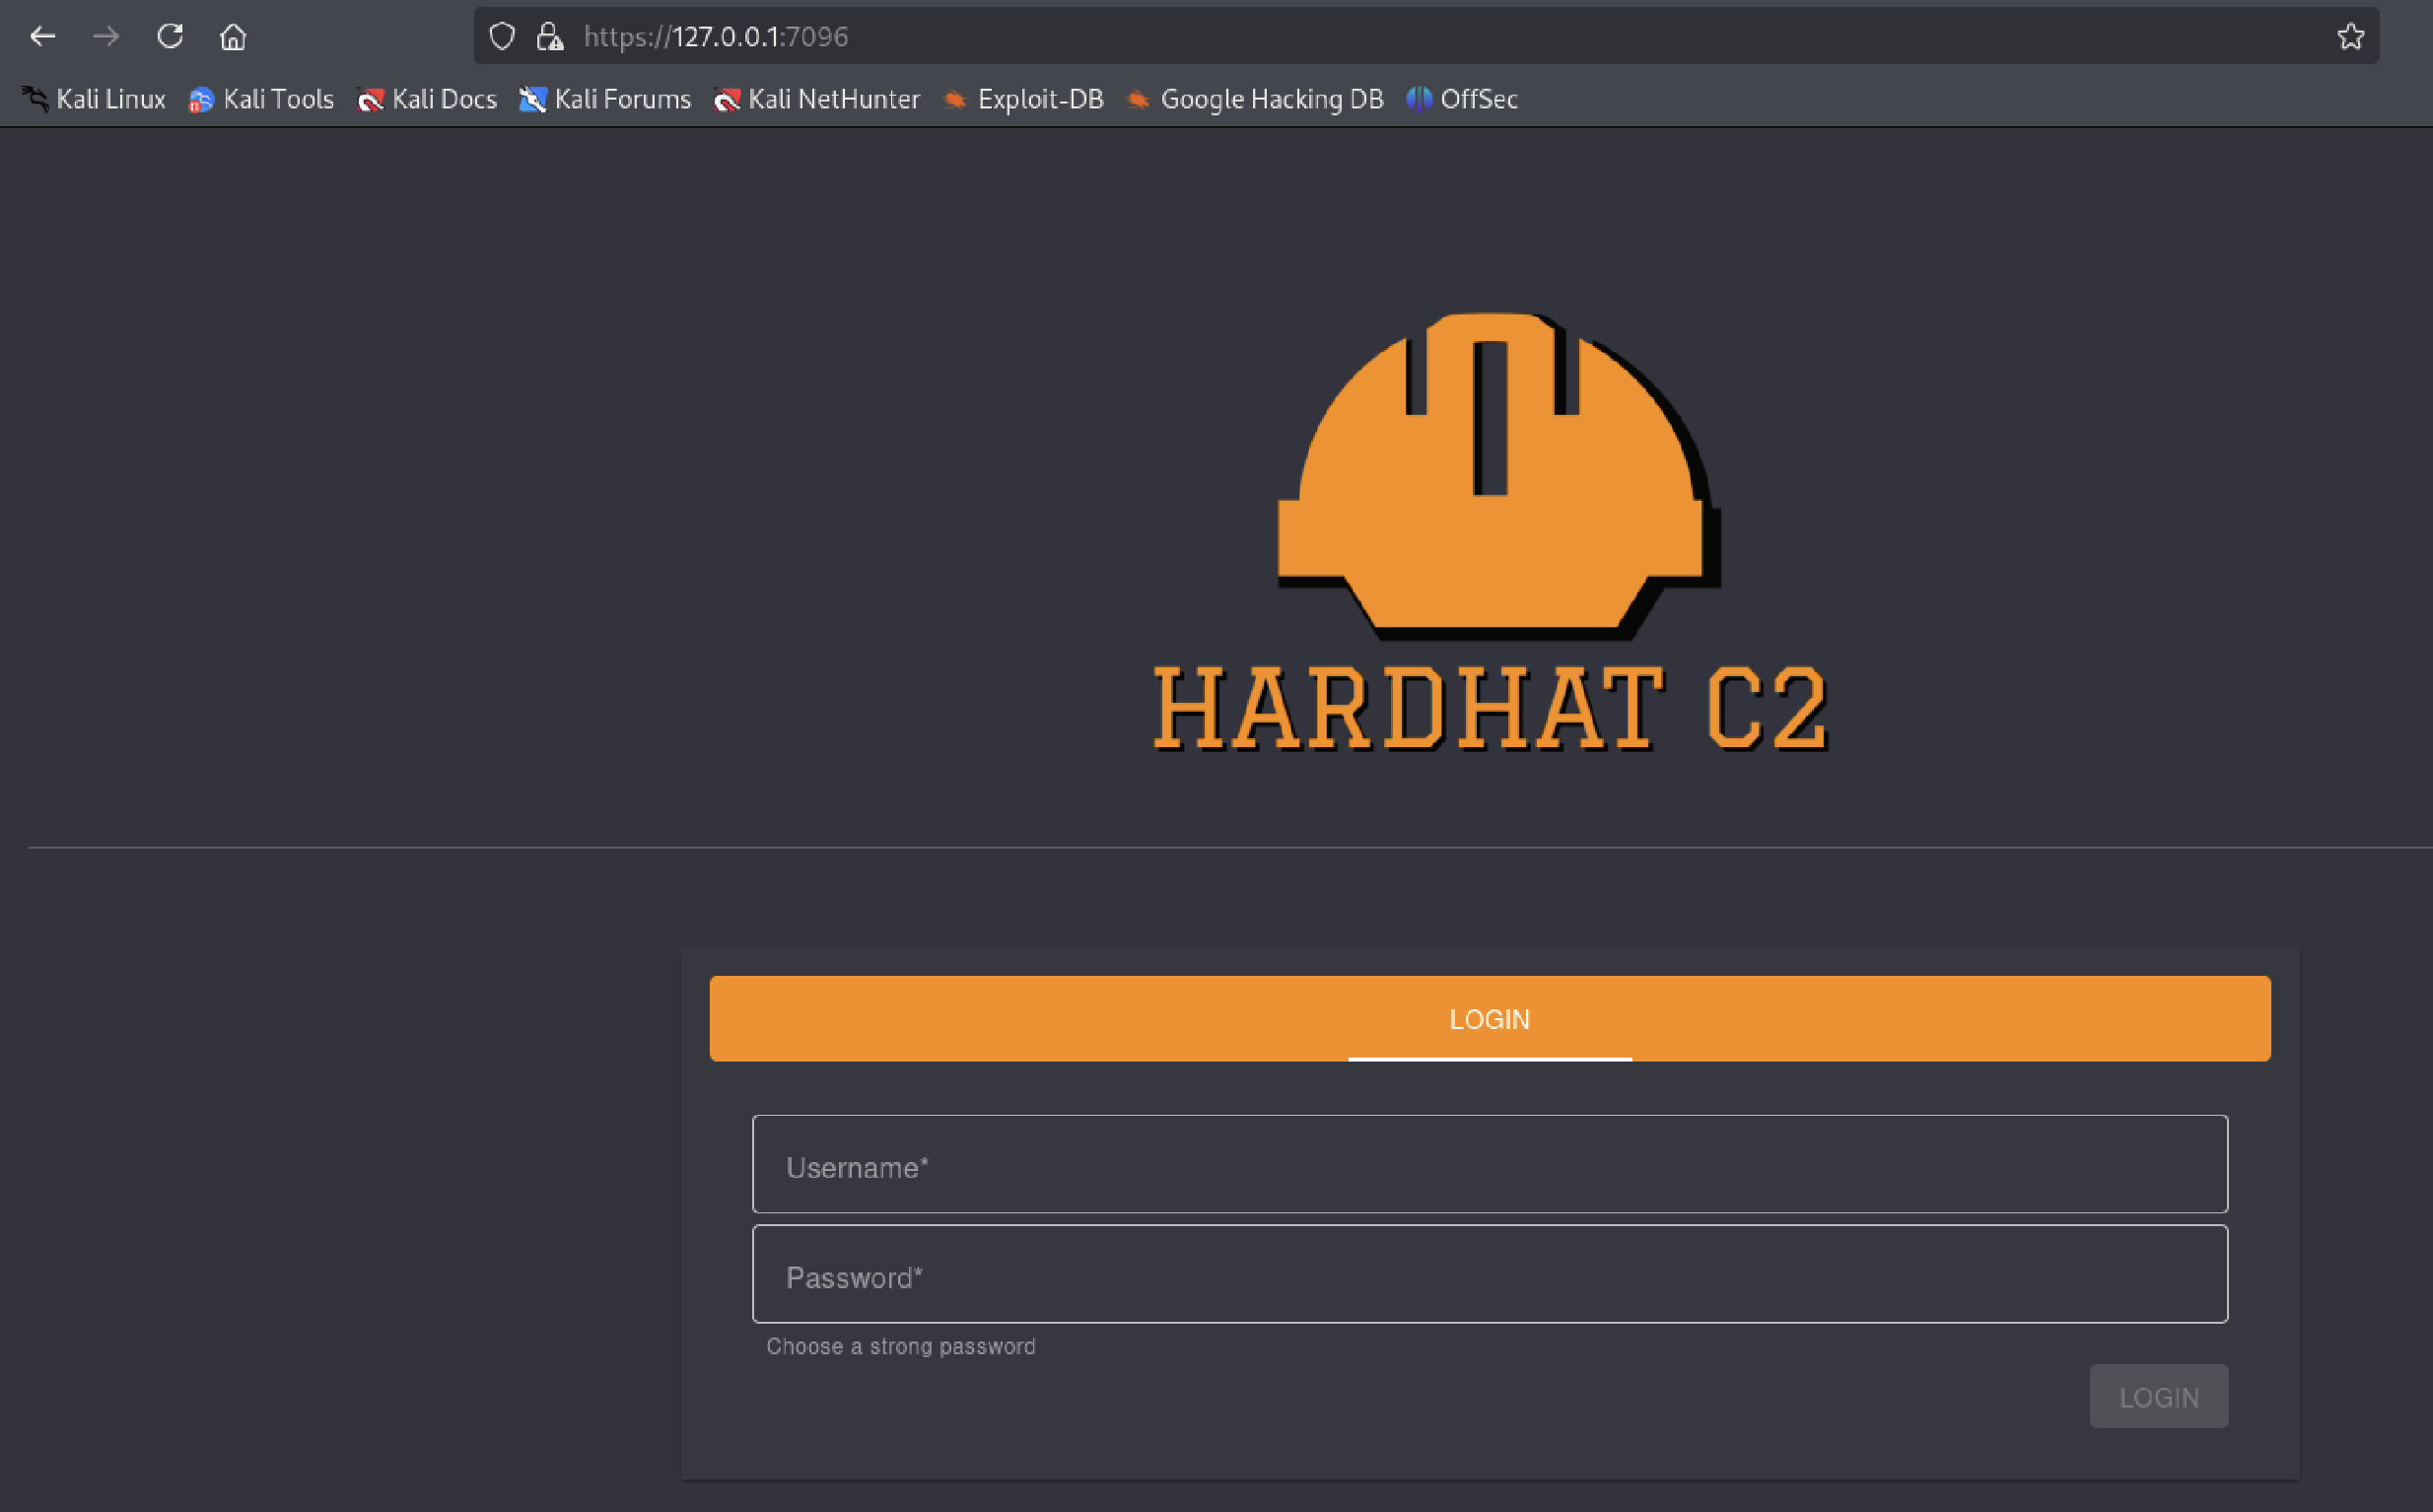 https://127.0.0.1:7096
Kali Linux Kali Tools Kali Docs Kali Forums Kali NetHunter Exploit-DB Google Hacking DB OffSec
HARDHAT C2
LOGIN
Username*
Password*
Choose a strong password
LOGIN